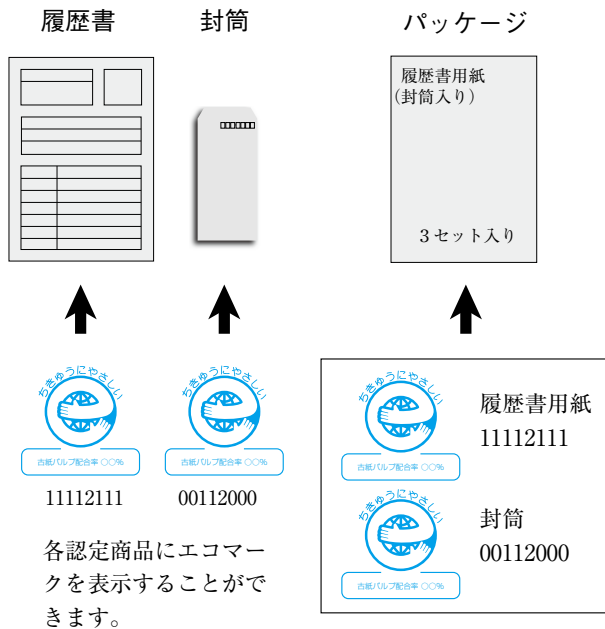 履歴書
封筒
パッケージ
履歴書用紙
(封筒入り)
3セット入り
ちきゅうにやさしい
古紙パルプ配合率 ○○%
11112111
ちきゅうにやさしい
古紙パルプ配合率 ○○%
00112000
各認定商品にエコマー
クを表示することがで
きます。
ちきゅうにやさしい
古紙パルプ配合率 ○○%
履歴書用紙
11112111
ちきゅうにやさしい
古紙パルプ配合率 ○○%
封筒
00112000